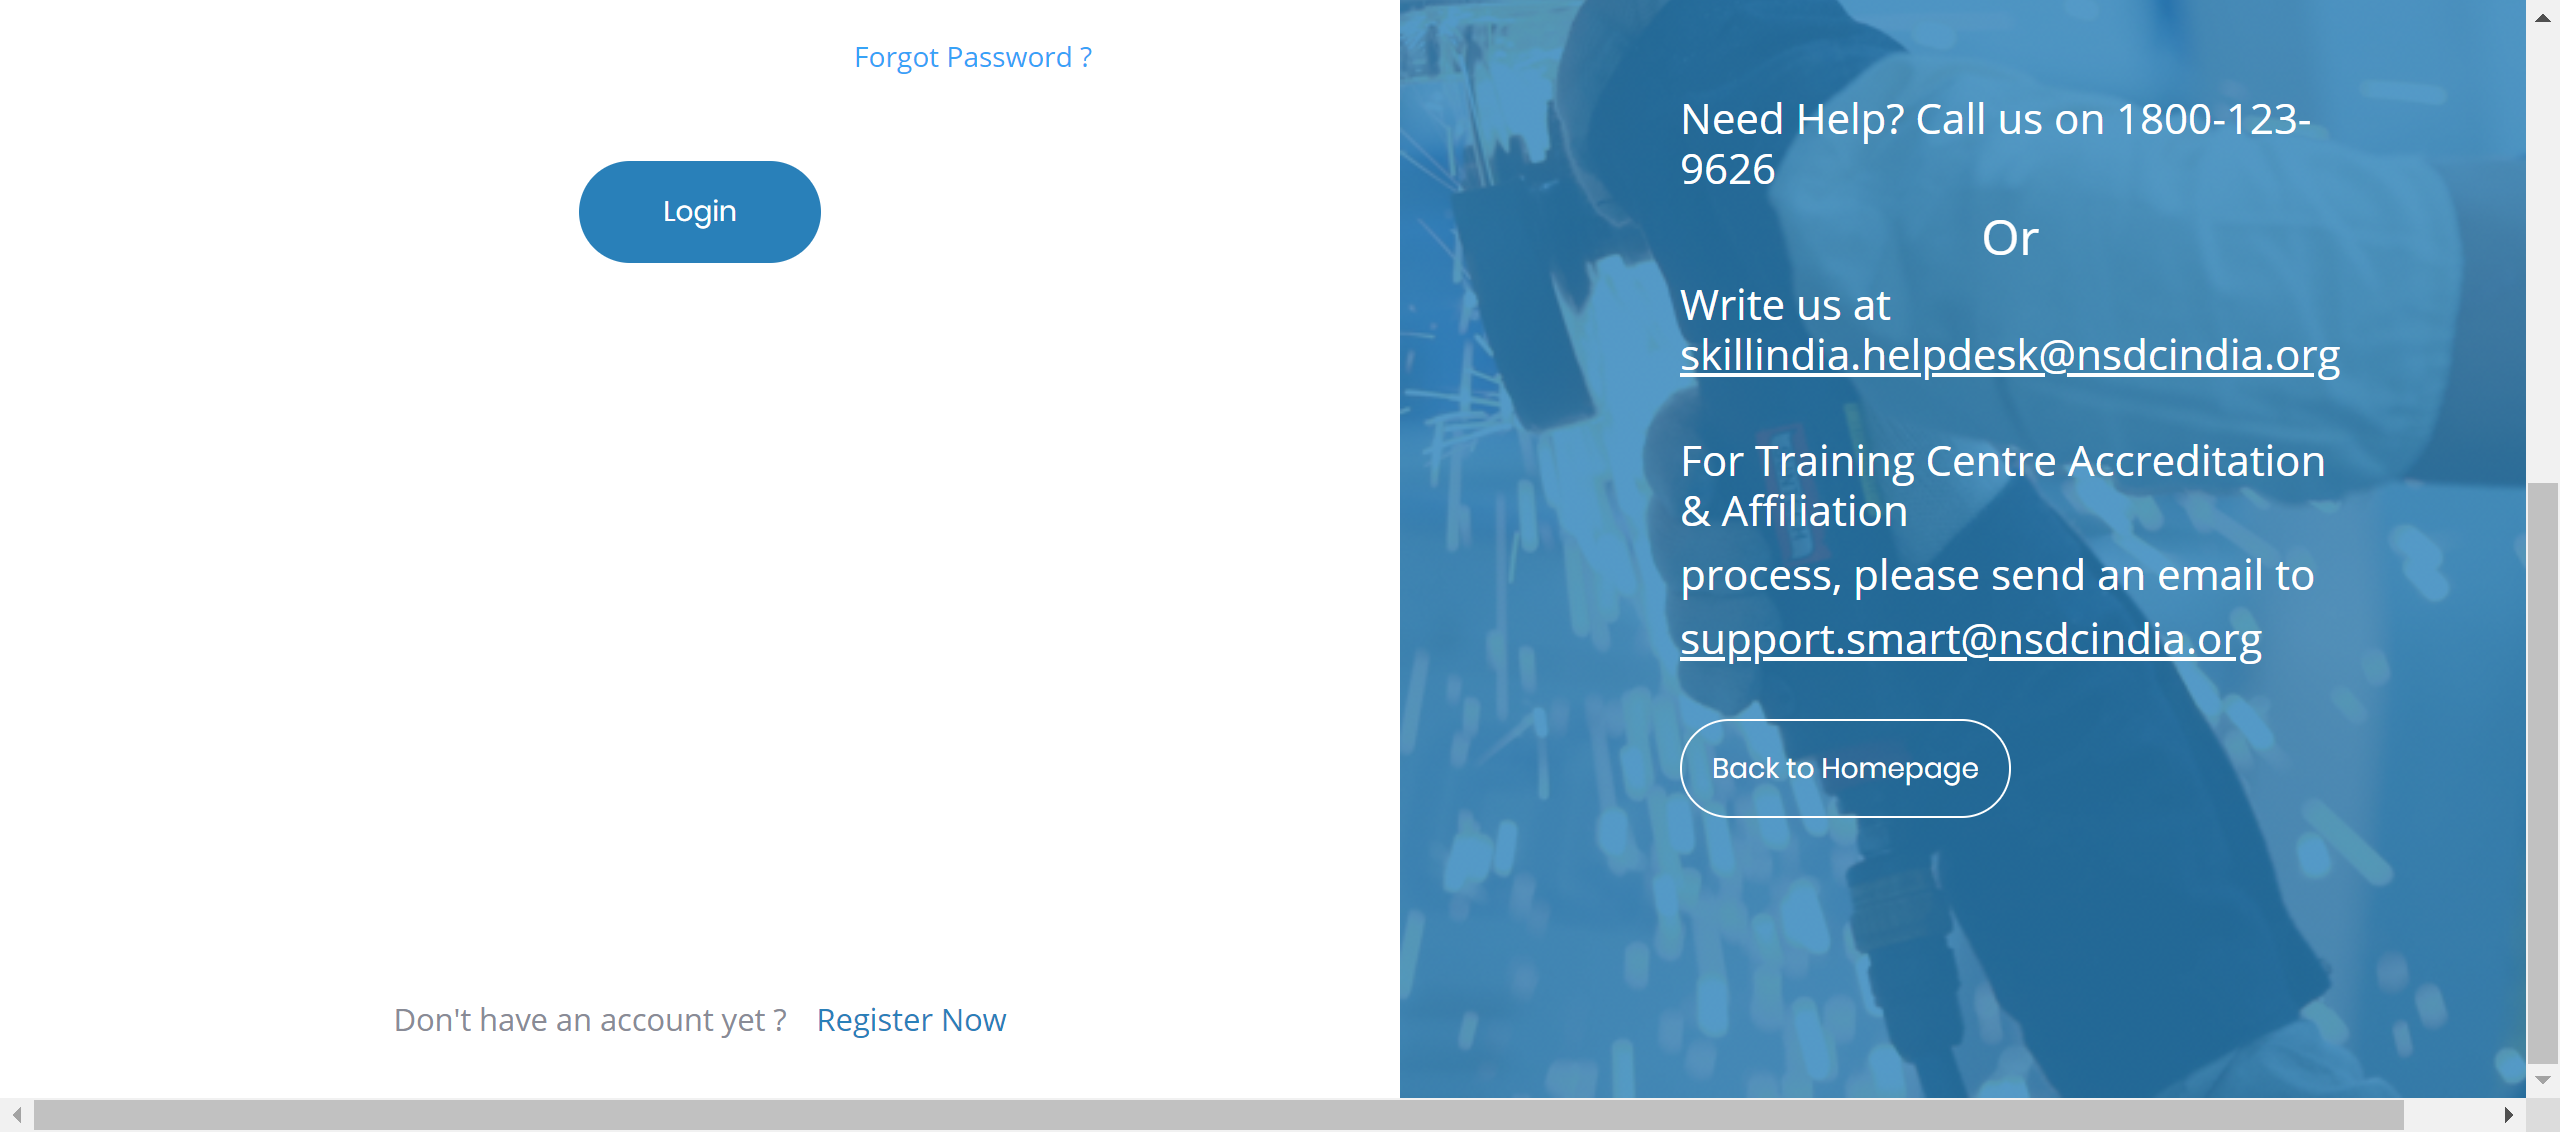 Forgot Password ?
Login
Don't have an account yet ? Register Now
Need Help? Call us on 1800-123-
9626
Or
Write us at
skillindia.helpdesk@nsdcindia.org
For Training Centre Accreditation
& Affiliation
process, please send an email to
support.smart@nsdcindia.org
Back to Homepage